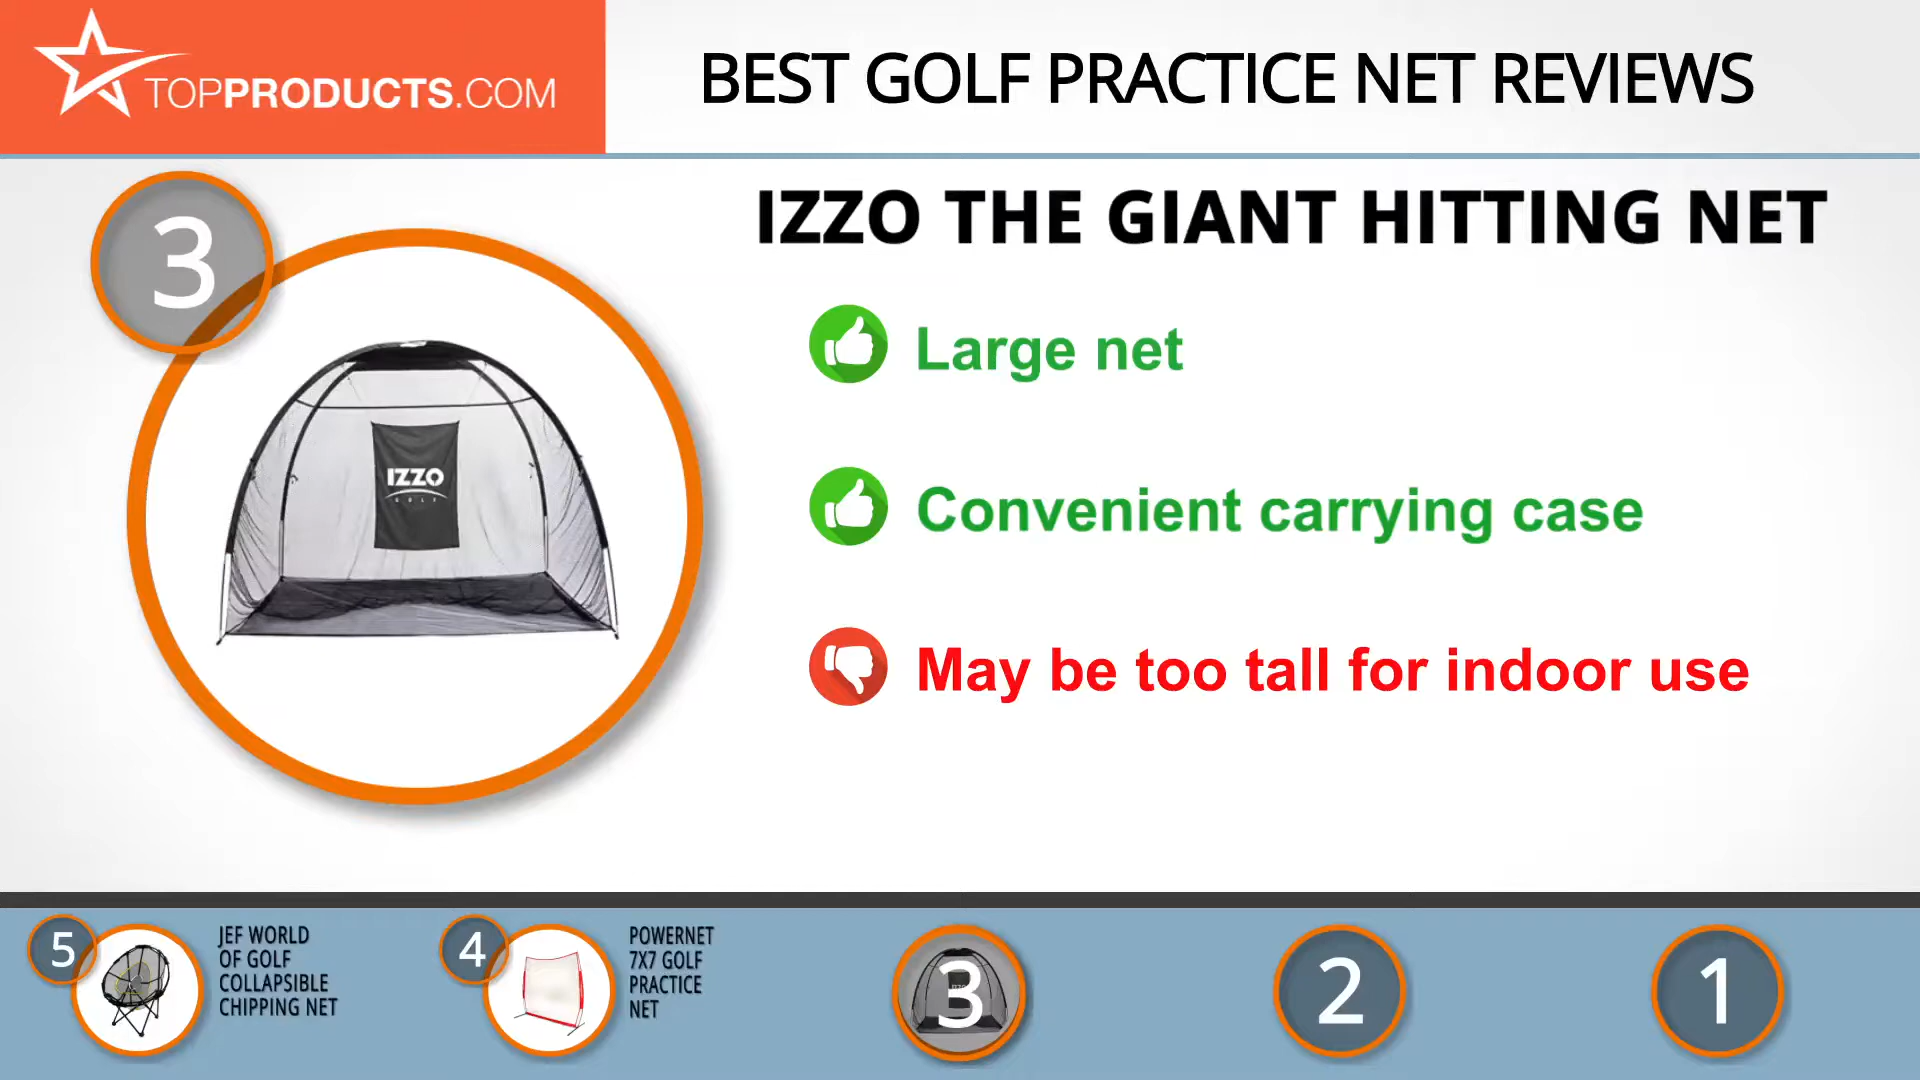 TOPPRODUCTS.COM
BEST GOLF PRACTICE NET REVIEWS
3
IZZO THE GIANT HITTING NET
Large net
Convenient carrying case
May be too tall for indoor use
IZZO
GOLF
5
JEF WORLD
OF GOLF
COLLAPSIBLE
CHIPPING NET
4
POWERNET
7X7 GOLF
PRACTICE
NET
3
2
1